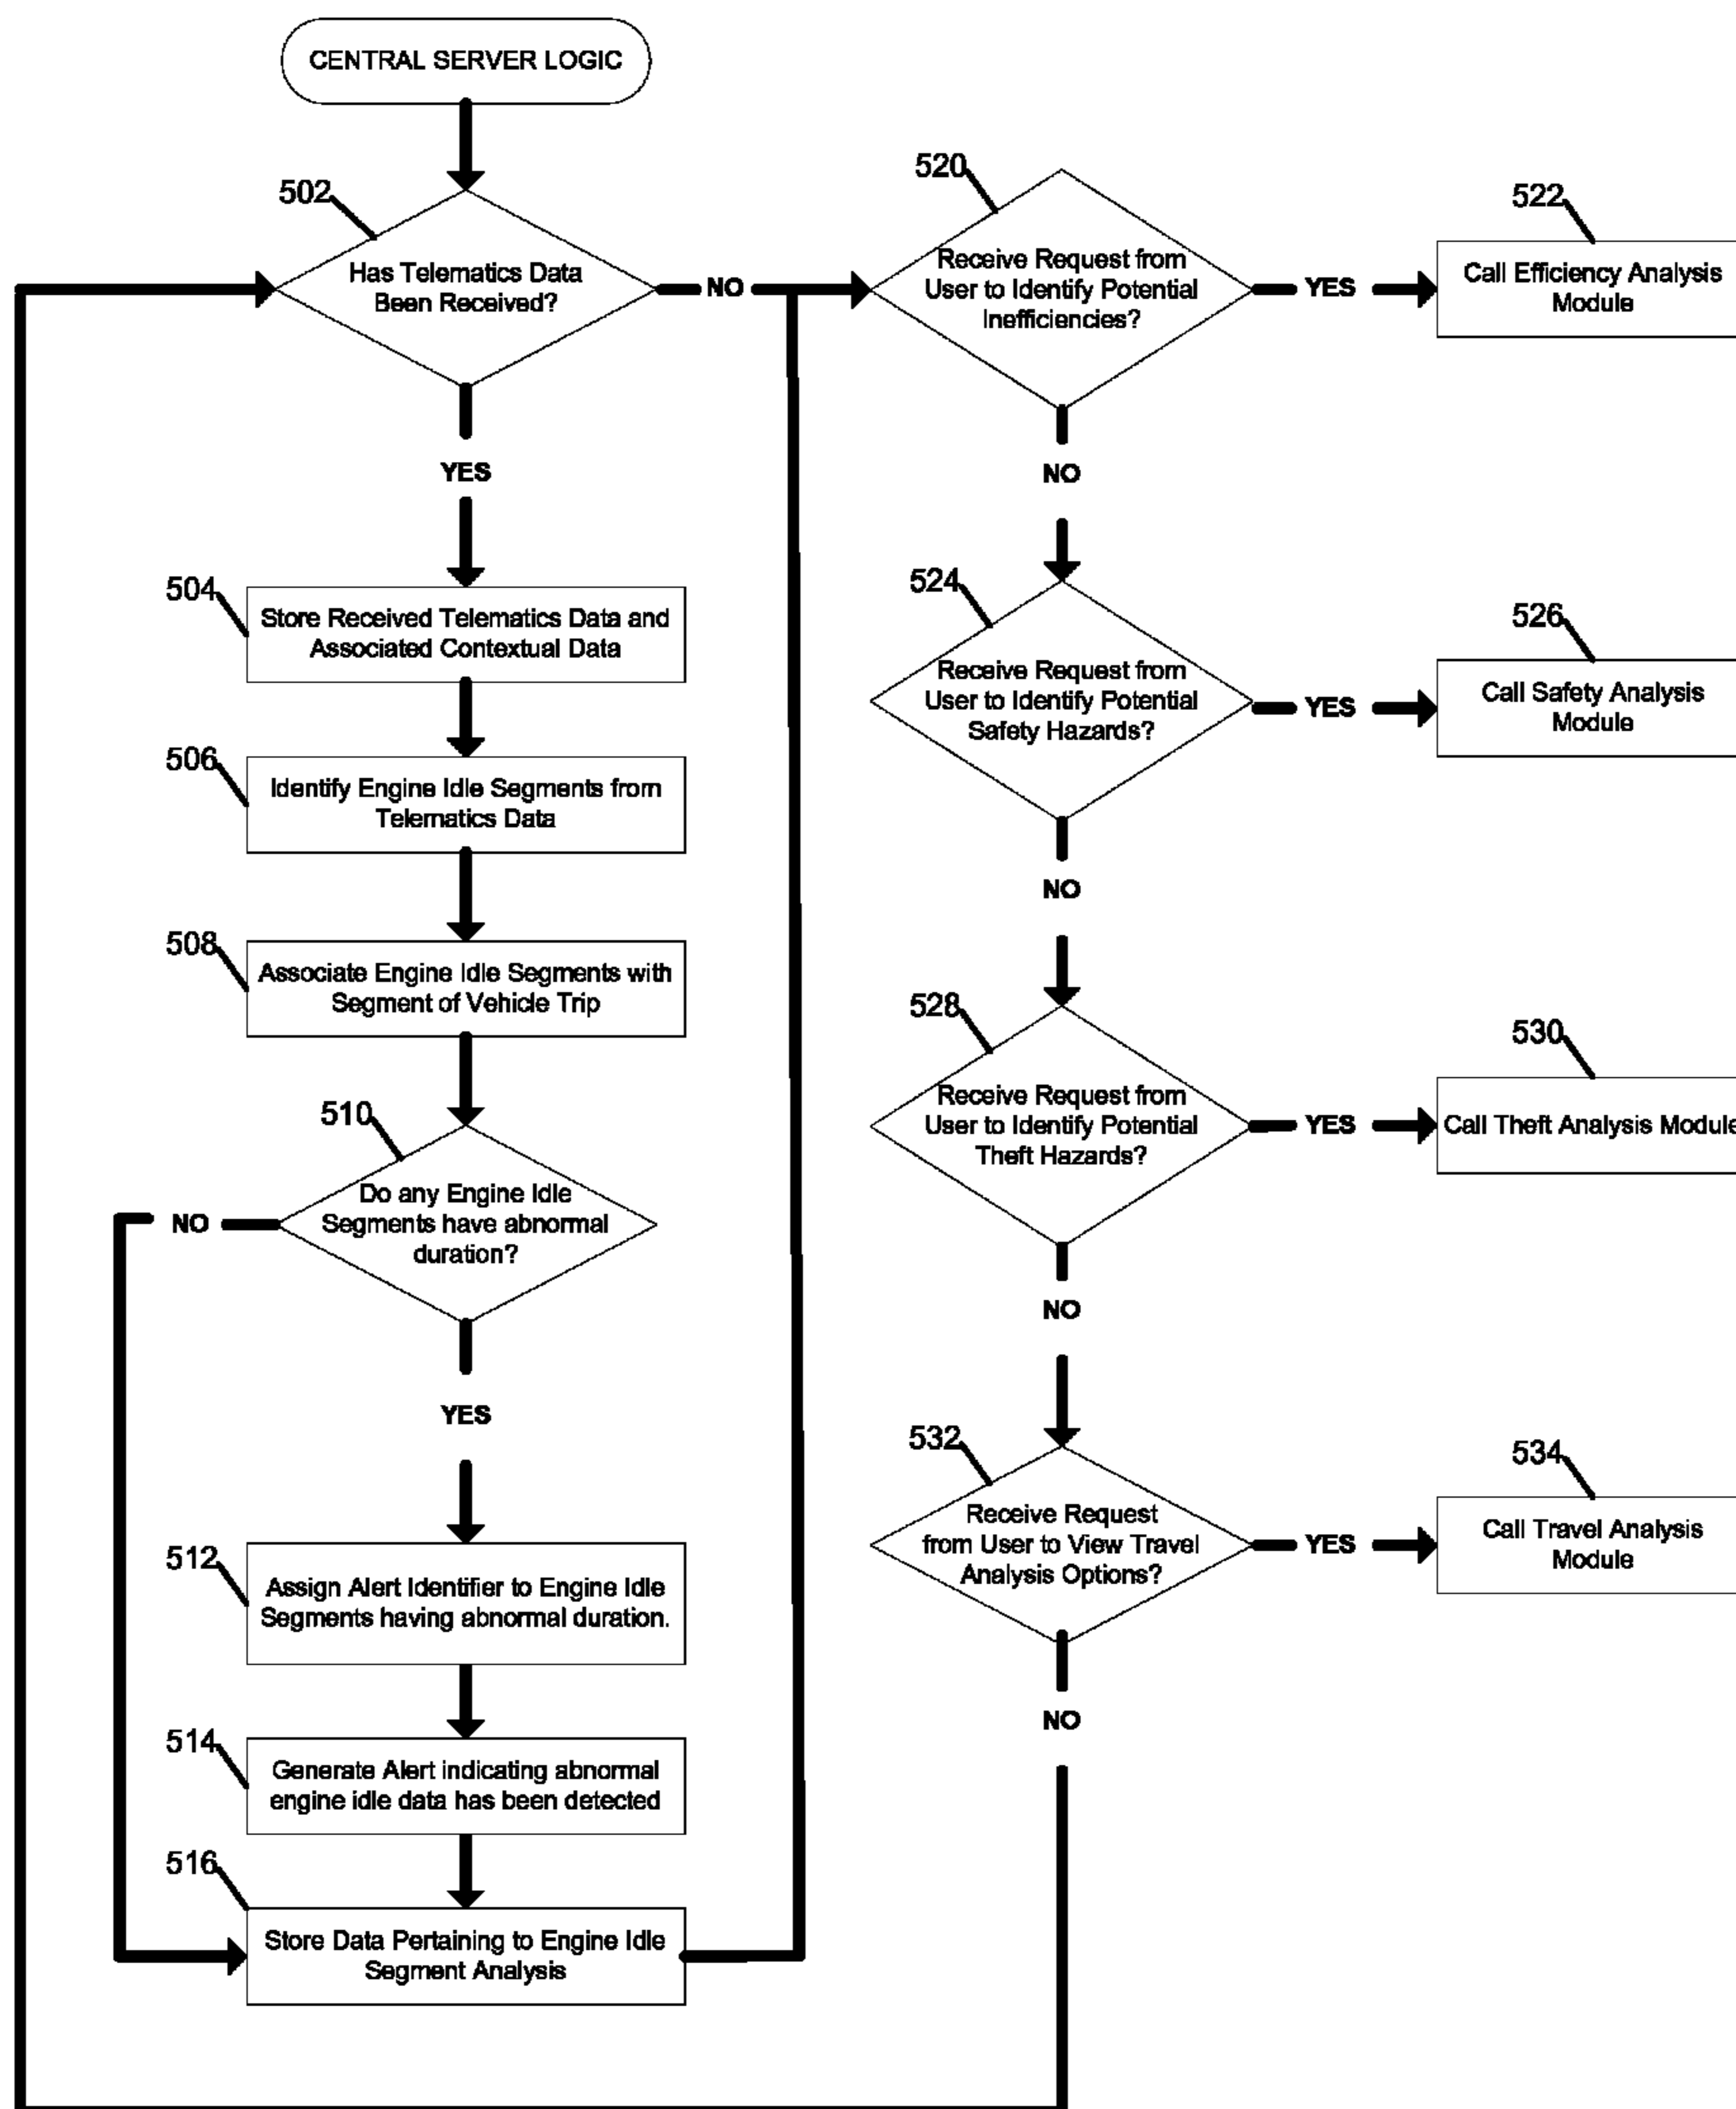 CENTRAL SERVER LOGIC
502
Has Telematics Data
Been Received?
NO
YES
504
Store Received Telematics Data and
Associated Contextual Data
506
Identify Engine Idle Segments from
Telematics Data
508
Associate Engine Idle Segments with
Segment of Vehicle Trip
510
Do any Engine Idle
Segments have abnormal
duration?
NO
YES
512
Assign Alert Identifier to Engine Idle
Segments having abnormal duration.
514
Generate Alert indicating abnormal
engine idle data has been detected
516
Store Data Pertaining to Engine Idle
Segment Analysis
520
Receive Request from
User to Identify Potential
Inefficiencies?
YES
522
Call Efficiency Analysis
Module
NO
524
Receive Request from
User to Identify Potential
Safety Hazards?
YES
526
Call Safety Analysis
Module
NO
528
Receive Request from
User to Identify Potential
Theft Hazards?
YES
530
Call Theft Analysis Module
NO
532
Receive Request
from User to View Travel
Analysis Options?
YES
534
Call Travel Analysis
Module
NO